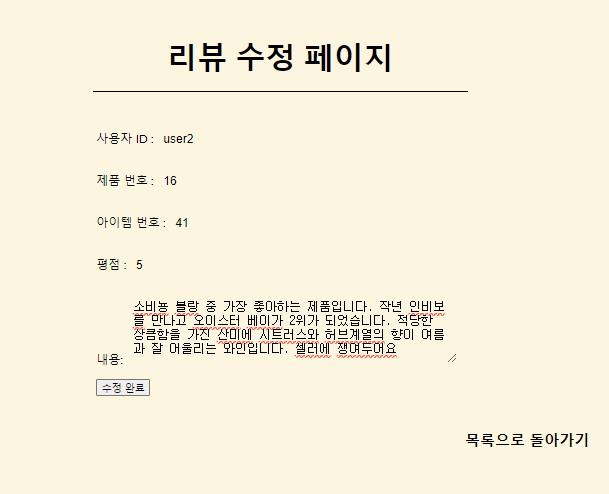 리뷰 수정 페이지
사용자 ID : user2
제품 번호 : 16
아이템 번호 : 41
평점 : 5
내용:
소비뇽 블랑 중 가장 좋아하는 제품입니다. 작년 인비보
를 만나고 오이스터 베이가 2위가 되었습니다. 적당한
상큼함을 가진 산미에 시트러스와 허브계열의 향이 여름
과 잘 어울리는 와인입니다. 셀러에 쟁여두어요
수정 완료
목록으로 돌아가기